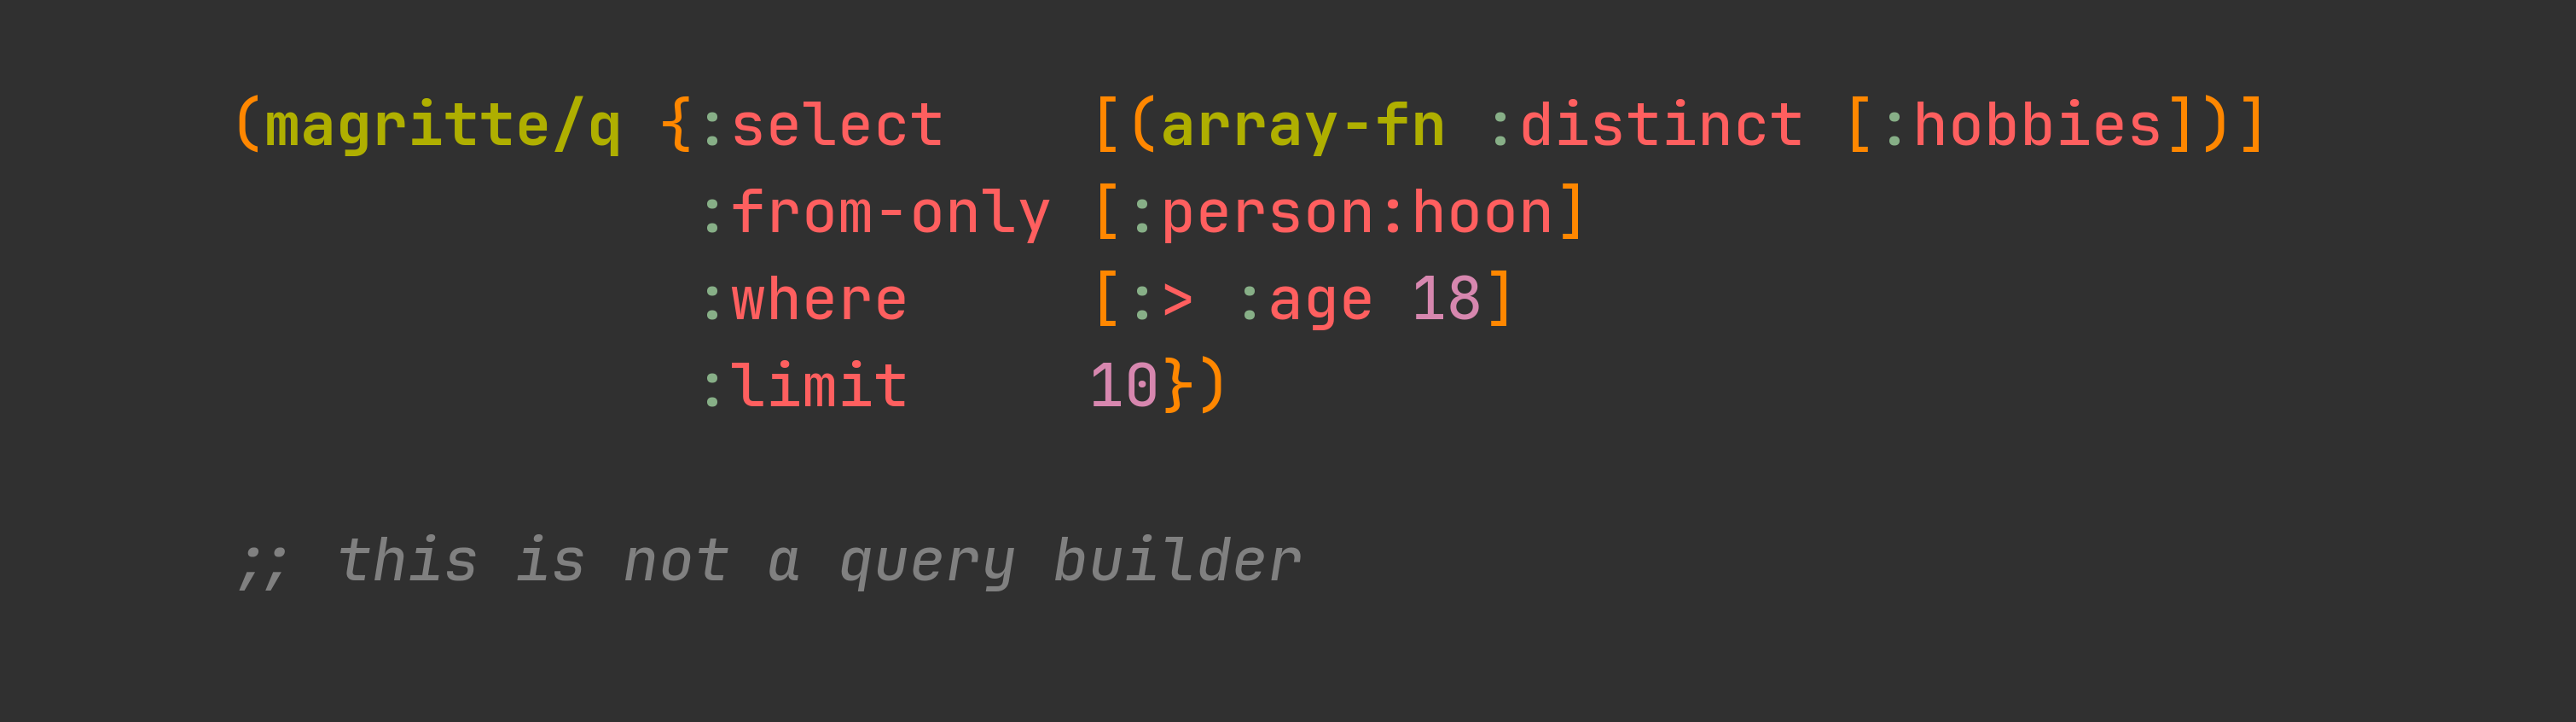 (magritte/q {:select    [(array-fn :distinct [:hobbies])]
             :from-only [:person:hoon]
             :where     [:> :age 18]
             :limit     10})

;; this is not a query builder